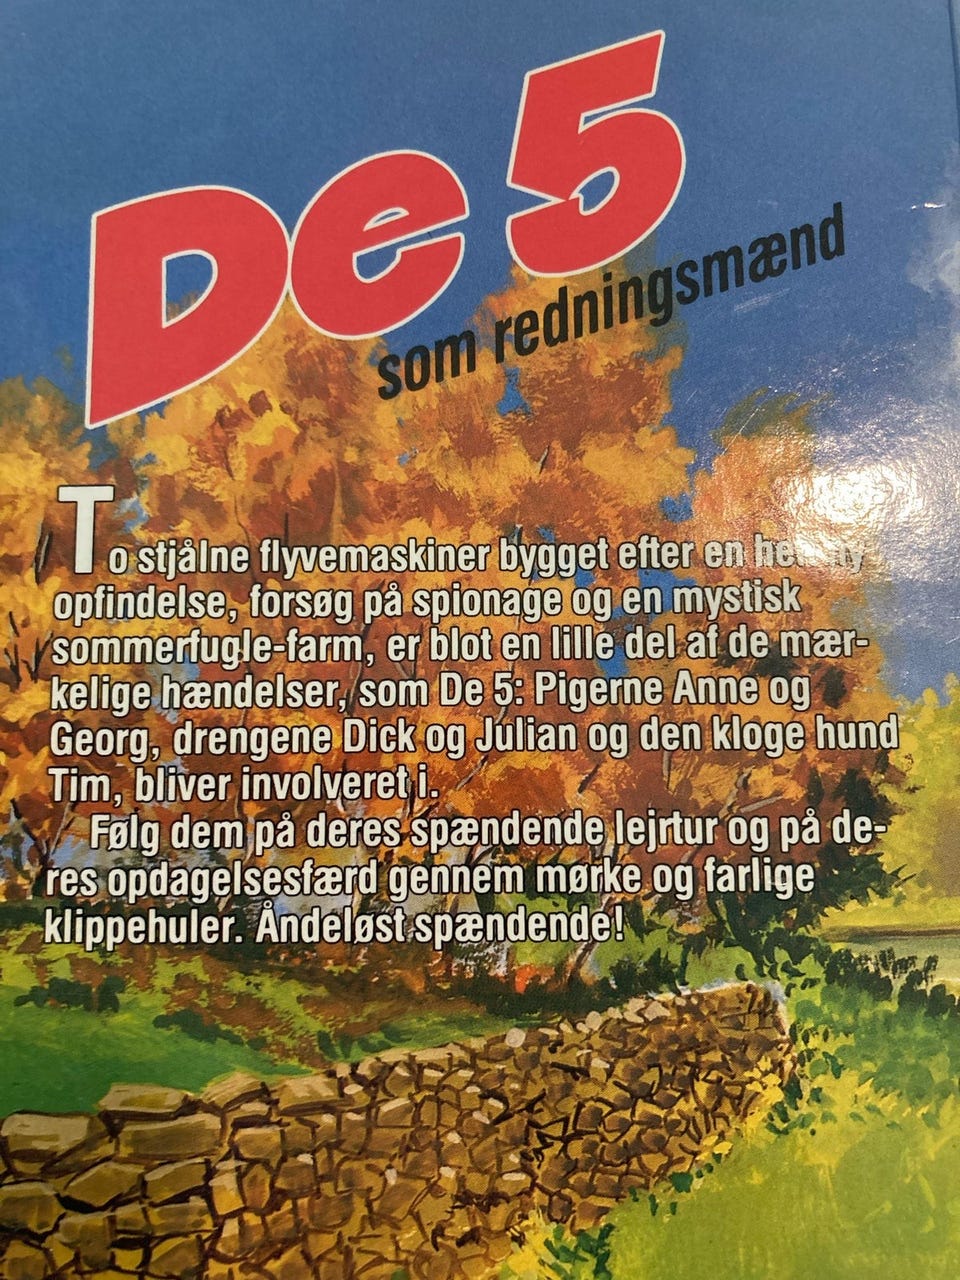 De 5
som redningsmænd
To stjålne flyvemaskiner bygget efter en
opfindelse, forsøg på spionage og en mystisk
sommerfugle-farm, er blot en lille del af de mær-
kelige hændelser, som De 5: Pigerne Anne og
Georg, drengene Dick og Julian og den kloge hund
Tim, bliver involveret i.
Følg dem på deres spændende lejrtur og på de-
res opdagelsesfærd gennem mørke og farlige
klippehuler. Åndeløst spændende!